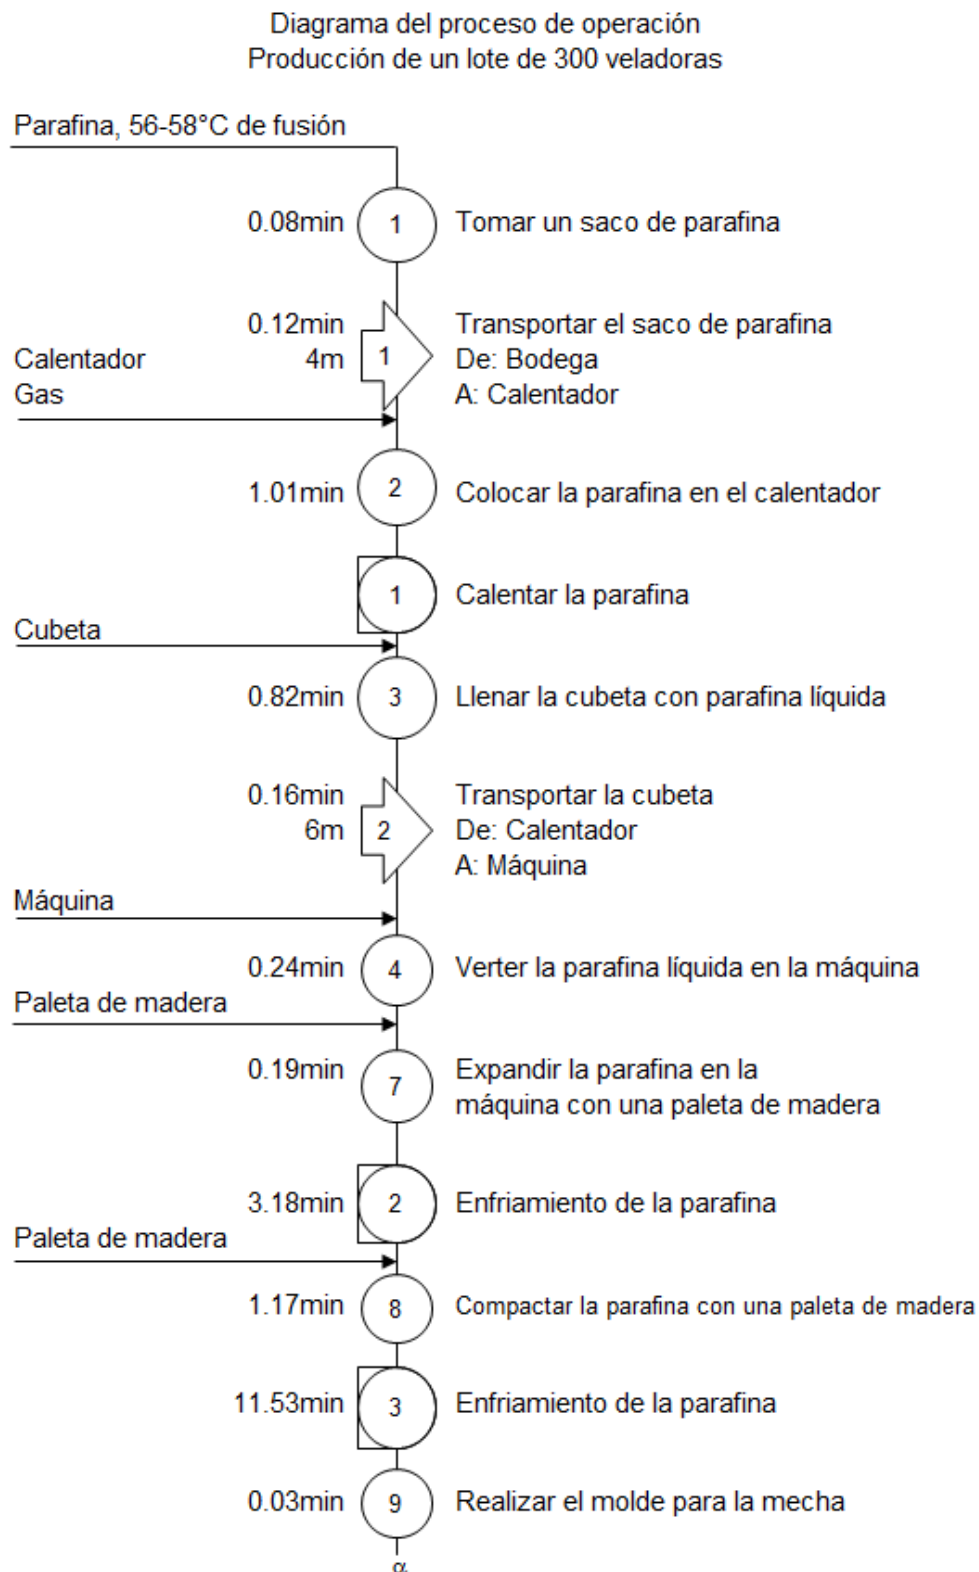 Diagrama del proceso de operación
Producción de un lote de 300 veladoras
Parafina, 56-58°C de fusión
0.08min 1 Tomar un saco de parafina
0.12min Transportar el saco de parafina
Calentador 4m 1 De: Bodega
Gas A: Calentador
1.01min 2 Colocar la parafina en el calentador
1 Calentar la parafina
Cubeta
0.82min 3 Llenar la cubeta con parafina líquida
0.16min Transportar la cubeta
6m 2 De: Calentador
A: Máquina
Máquina
0.24min 4 Verter la parafina líquida en la máquina
Paleta de madera
0.19min 7 Expandir la parafina en la
máquina con una paleta de madera
3.18min 2 Enfriamiento de la parafina
Paleta de madera
1.17min 8 Compactar la parafina con una paleta de madera
11.53min 3 Enfriamiento de la parafina
0.03min 9 Realizar el molde para la mecha
α